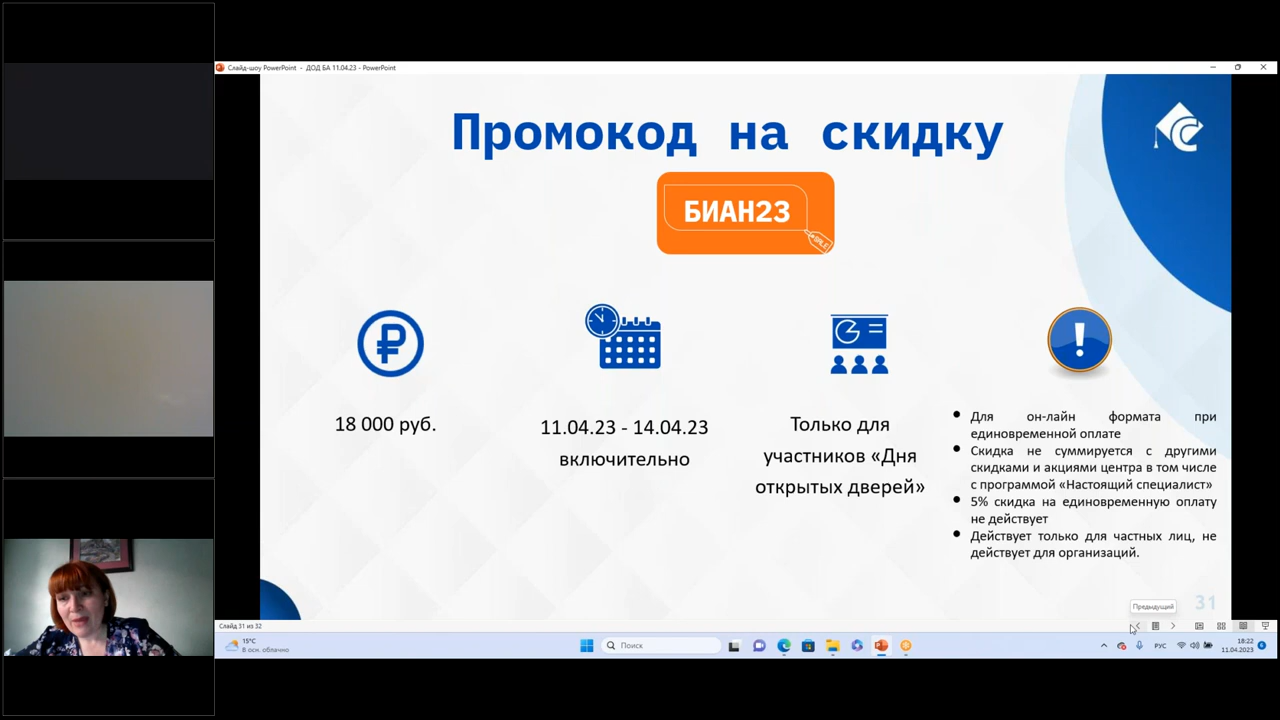 Слайд-шоу PowerPoint - ДОД БА 11.04.23 - PowerPoint
Промокод на скидку
БИАН23
SALE
18 000 руб.
11.04.23 - 14.04.23
включительно
Только для
участников «Дня
открытых дверей»
Для он-лайн формата при
единовременной оплате
Скидка не суммируется с другими
скидками и акциями центра в том числе
с программой «Настоящий специалист»
5% скидка на единовременную оплату
не действует
Действует только для частных лиц, не
действует для организаций.
31
Предыдущий
Слайд 31 из 32
15°C
В осн. облачно
Поиск
РУС
18:22
11.04.2023